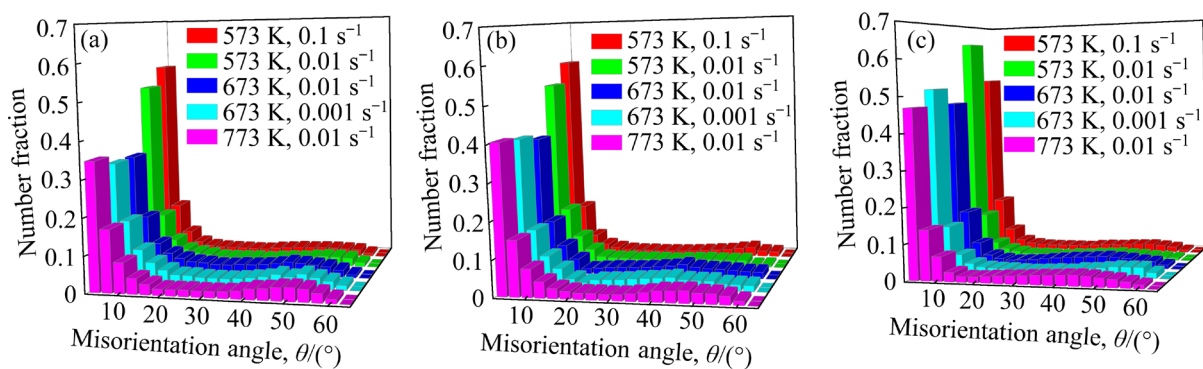 (a)
573 K, 0.1 s⁻¹
573 K, 0.01 s⁻¹
673 K, 0.01 s⁻¹
673 K, 0.001 s⁻¹
773 K, 0.01 s⁻¹
Number fraction
0.7
0.6
0.5
0.4
0.3
0.2
0.1
0
10 20 30 40 50 60
Misorientation angle, θ/(°)
(b)
573 K, 0.1 s⁻¹
573 K, 0.01 s⁻¹
673 K, 0.01 s⁻¹
673 K, 0.001 s⁻¹
773 K, 0.01 s⁻¹
Number fraction
0.7
0.6
0.5
0.4
0.3
0.2
0.1
0
10 20 30 40 50 60
Misorientation angle, θ/(°)
(c)
573 K, 0.1 s⁻¹
573 K, 0.01 s⁻¹
673 K, 0.01 s⁻¹
673 K, 0.001 s⁻¹
773 K, 0.01 s⁻¹
Number fraction
0.7
0.6
0.5
0.4
0.3
0.2
0.1
0
10 20 30 40 50 60
Misorientation angle, θ/(°)